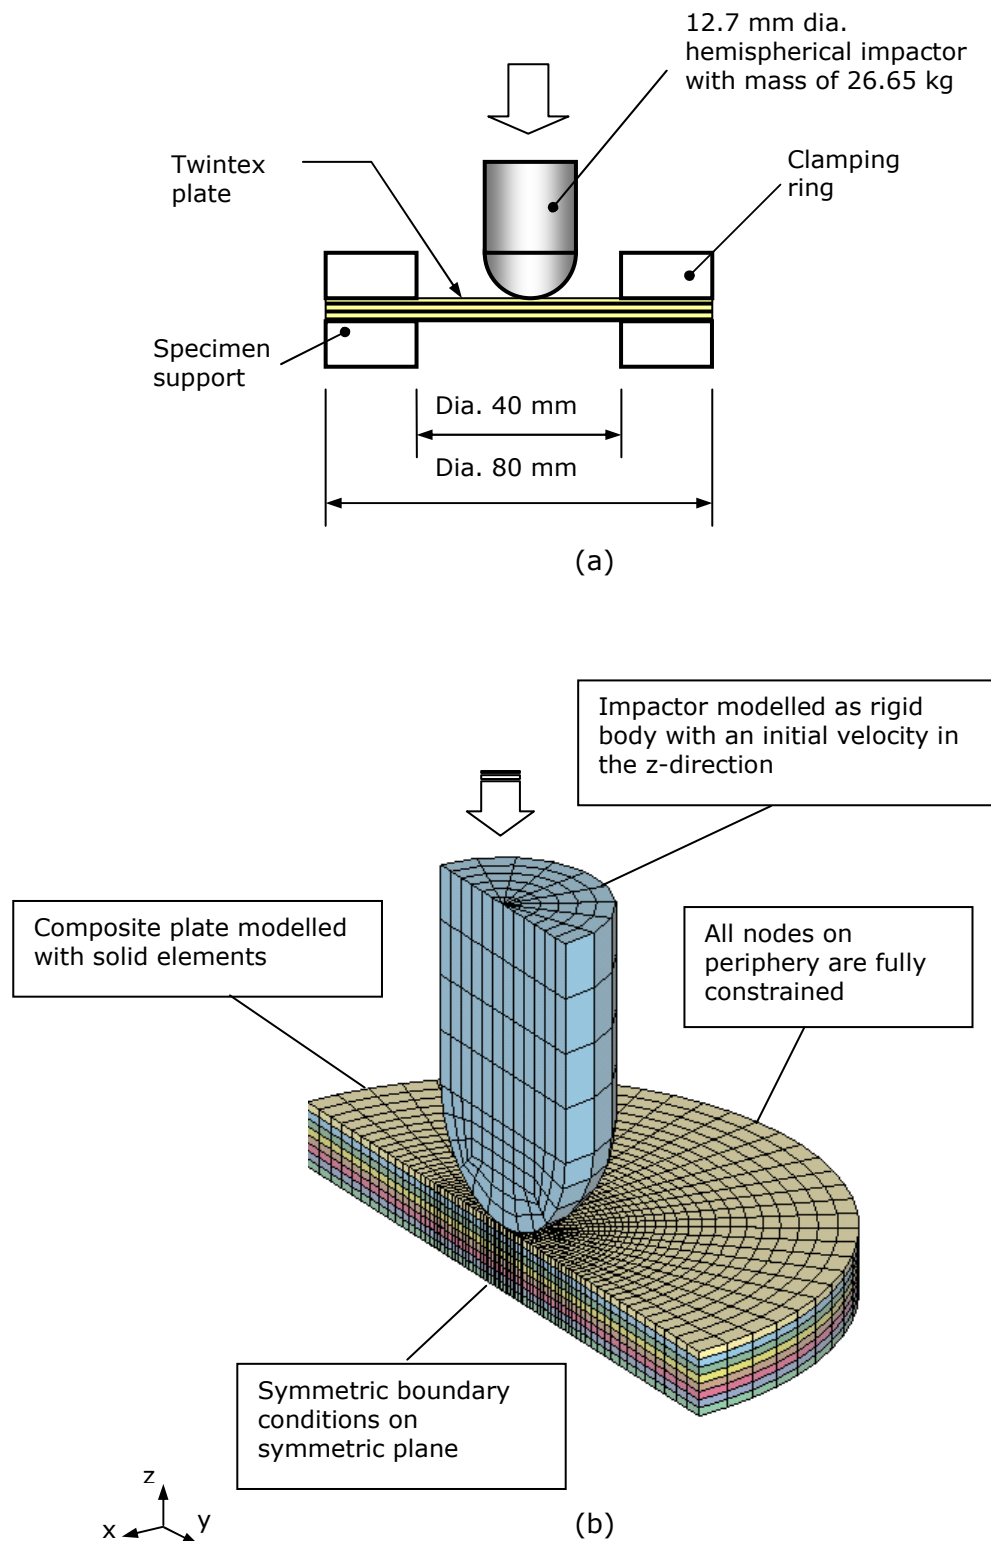 12.7 mm dia.
hemispherical impactor
with mass of 26.65 kg
Twintex
plate
Clamping
ring
Specimen
support
Dia. 40 mm
Dia. 80 mm
(a)
Impactor modelled as rigid
body with an initial velocity in
the z-direction
Composite plate modelled
with solid elements
All nodes on
periphery are fully
constrained
Symmetric boundary
conditions on
symmetric plane
z
x
y
(b)